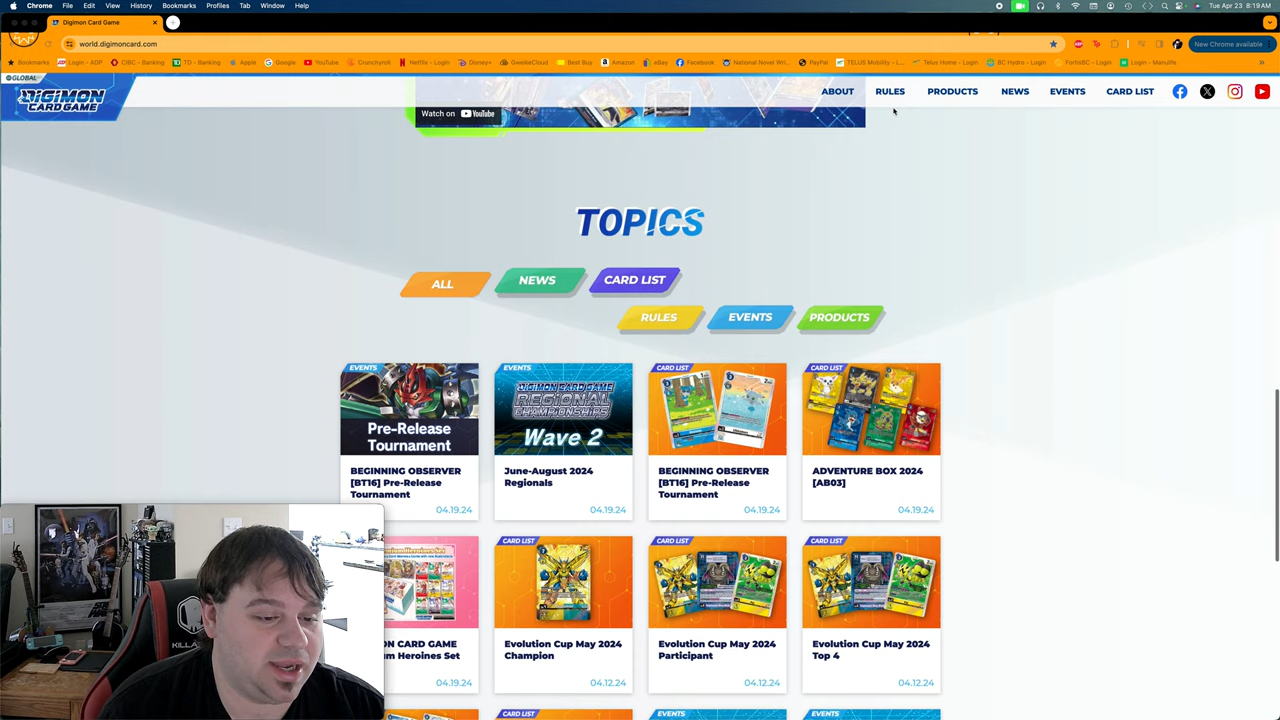 Chrome File Edit View History Bookmarks Profiles Tab Window Help Tue Apr 23 8:19 AM
Digimon Card Game
world.digimoncard.com New Chrome available
Bookmarks Login - ADP CIBC - Banking TD - Banking Apple Google YouTube Crunchyroll Netflix - Login Disney+ GweikeCloud Best Buy Amazon eBay Facebook National Novel Wri... PayPal TELUS Mobility - L... Telus Home - Login BC Hydro - Login FortisBC - Login Login - Manulife
GLOBAL
DIGIMON
CARD GAME
ABOUT RULES PRODUCTS NEWS EVENTS CARD LIST
Watch on YouTube
TOPICS
ALL NEWS CARD LIST
RULES EVENTS PRODUCTS
EVENTS
Pre-Release
Tournament
BEGINNING OBSERVER
[BT16] Pre-Release
Tournament
04.19.24
EVENTS
DIGIMON CARD GAME
REGIONAL
CHAMPIONSHIPS
Wave 2
June-August 2024
Regionals
04.19.24
CARD LIST
BEGINNING OBSERVER
[BT16] Pre-Release
Tournament
04.19.24
CARD LIST
ADVENTURE BOX 2024
[AB03]
04.19.24
ON CARD GAME
um Heroines Set
04.19.24
CARD LIST
Evolution Cup May 2024
Champion
04.12.24
CARD LIST
Evolution Cup May 2024
Participant
04.12.24
CARD LIST
Evolution Cup May 2024
Top 4
04.12.24
CARD LIST
EVENTS
EVENTS